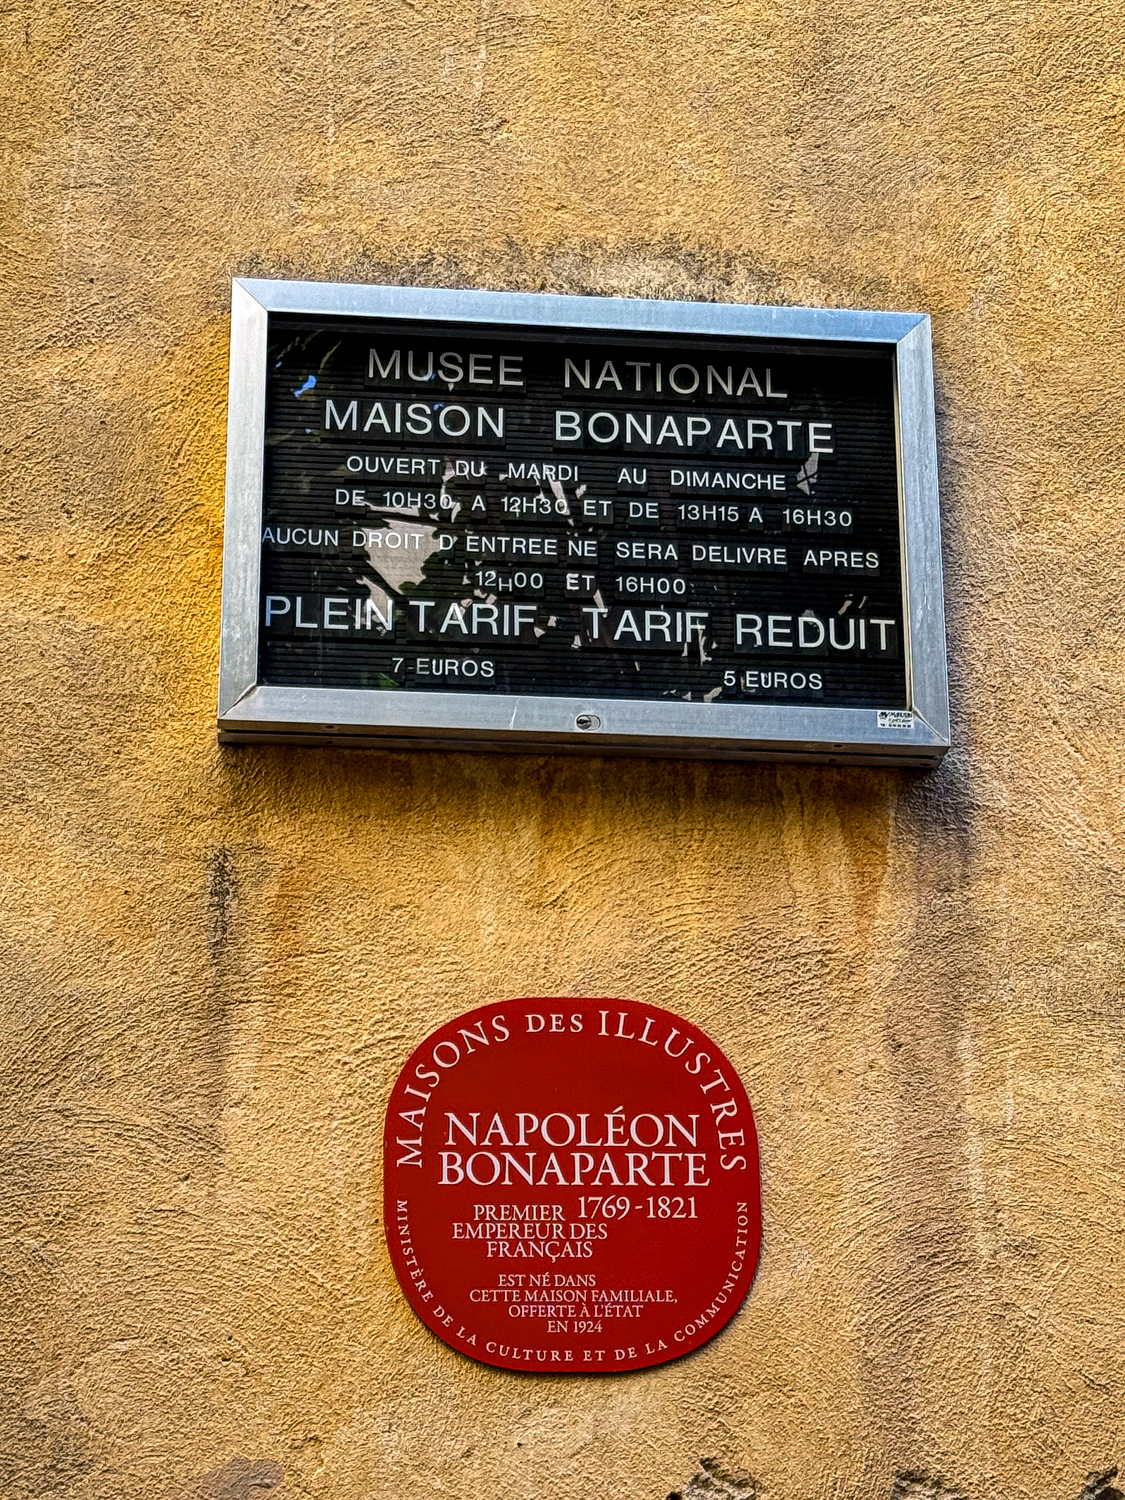 MUSEE NATIONAL
MAISON BONAPARTE
OUVERT DU MARDI AU DIMANCHE
DE 10H30 A 12H30 ET DE 13H15 A 16H30
AUCUN DROIT D ENTREE NE SERA DELIVRE APRES
12H00 ET 16H00
PLEIN TARIF TARIF REDUIT
7 EUROS 5 EUROS
MAISONS DES ILLUSTRES
NAPOLÉON
BONAPARTE
PREMIER 1769-1821
EMPEREUR DES
FRANÇAIS
EST NÉ DANS
CETTE MAISON FAMILIALE,
OFFERTE À L'ÉTAT
EN 1924
MINISTÈRE DE LA CULTURE ET DE LA COMMUNICATION